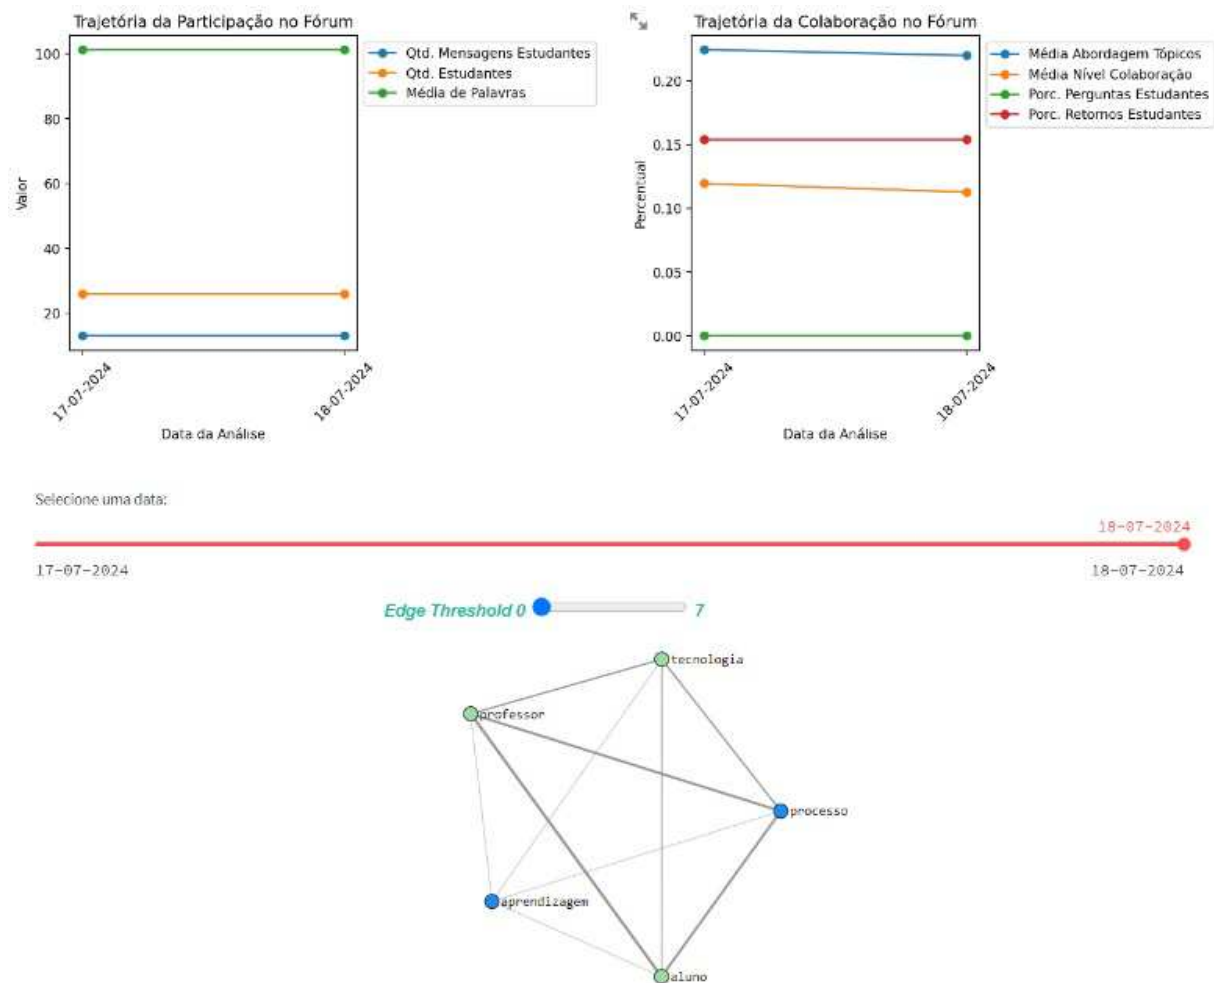 Trajetória da Participação no Fórum
Qtd. Mensagens Estudantes
Qtd. Estudantes
Média de Palavras
Valor
100
80
60
40
20
17-07-2024
18-07-2024
Data da Análise
Trajetória da Colaboração no Fórum
Média Abordagem Tópicos
Média Nível Colaboração
Porc. Perguntas Estudantes
Porc. Retornos Estudantes
Percentual
0.20
0.15
0.10
0.05
0.00
17-07-2024
18-07-2024
Data da Análise
Selecione uma data:
18-07-2024
17-07-2024
18-07-2024
Edge Threshold 0
7
tecnologia
professor
processo
aprendizagem
aluno